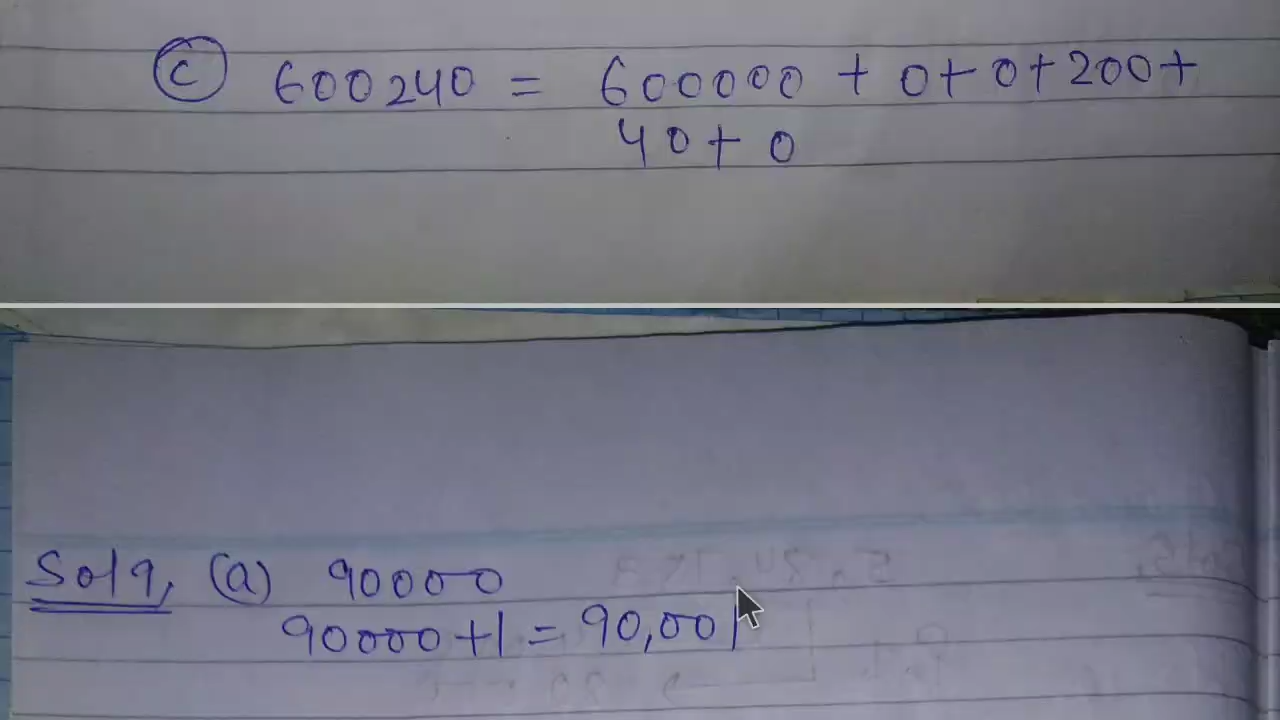 (c) 600240 = 600000 + 0 + 0 + 200 +
40 + 0
Sol 9, (a) 90000
90000 + 1 = 90,001